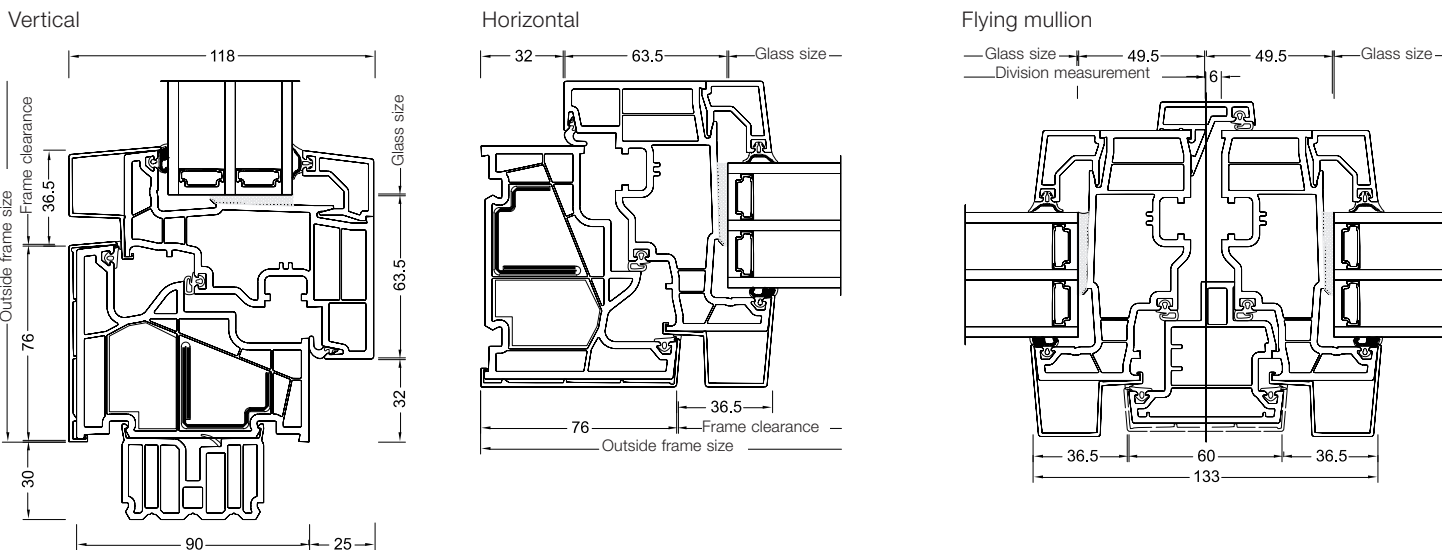 Vertical
118
Outside frame size
Frame clearance
36.5
76
30
Glass size
63.5
32
90
25
Horizontal
32
63.5
Glass size
36.5
76
Frame clearance
Outside frame size
Flying mullion
Glass size
49.5
49.5
Glass size
Division measurement
6
36.5
60
36.5
133